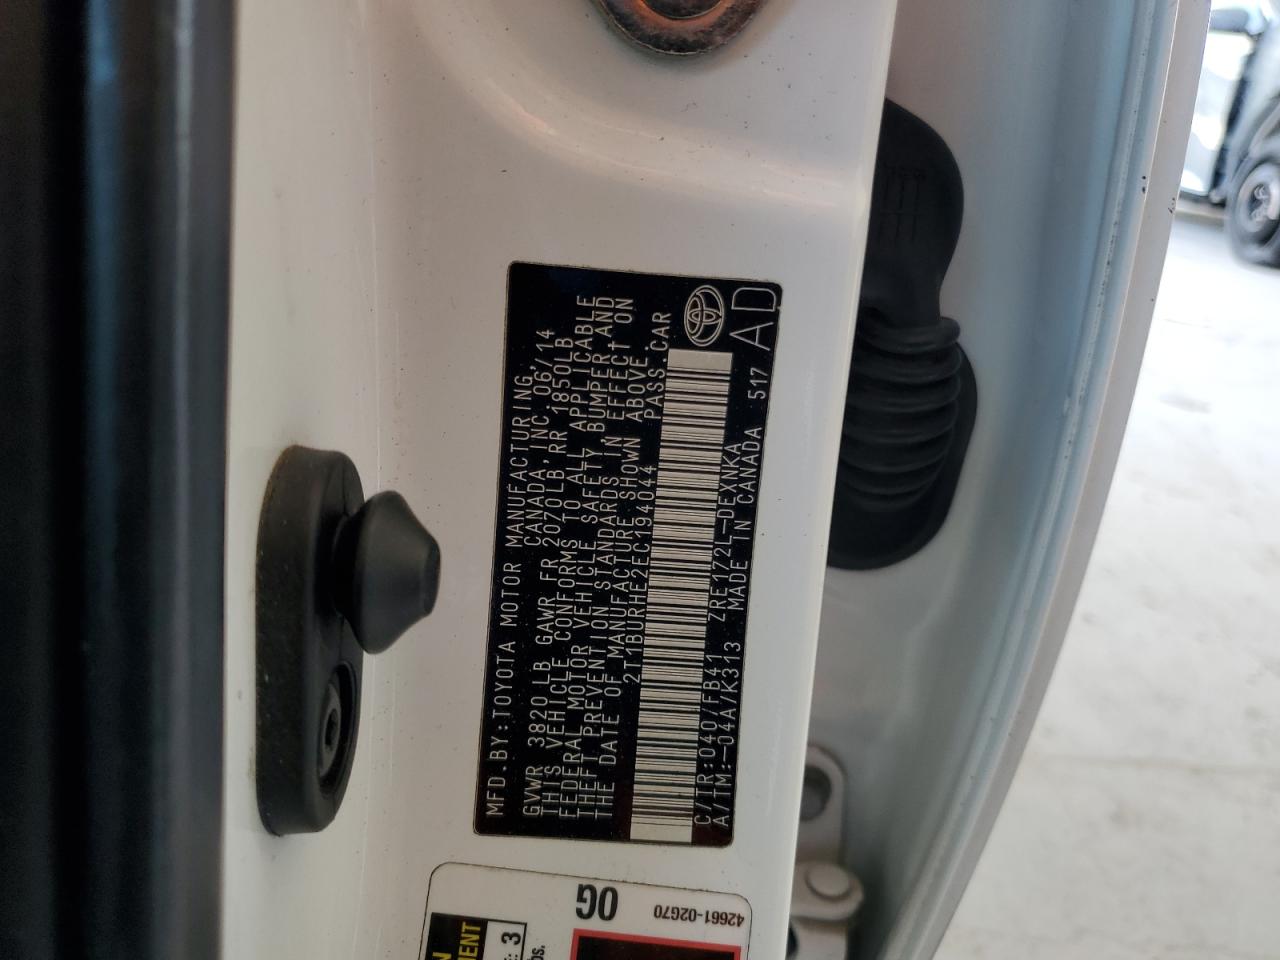 MFD.BY:TOYOTA MOTOR MANUFACTURING,
CANADA,INC. 06/14
GVWR 3820 LB GAWR FR 2070LB RR 1850LB
THIS VEHICLE CONFORMS TO ALL APPLICABLE
FEDERAL MOTOR VEHICLE SAFETY, BUMPER AND
THEFT PREVENTION STANDARDS IN EFFECT ON
THE DATE OF MANUFACTURE SHOWN ABOVE.
2T1BURHE2EC194044 PASS.CAR
C/TR:040/FB41 ZRE172L-DEXNKA
A/TM:-04A/K313 MADE IN CANADA 517 AD
0G
42661-02G70
3